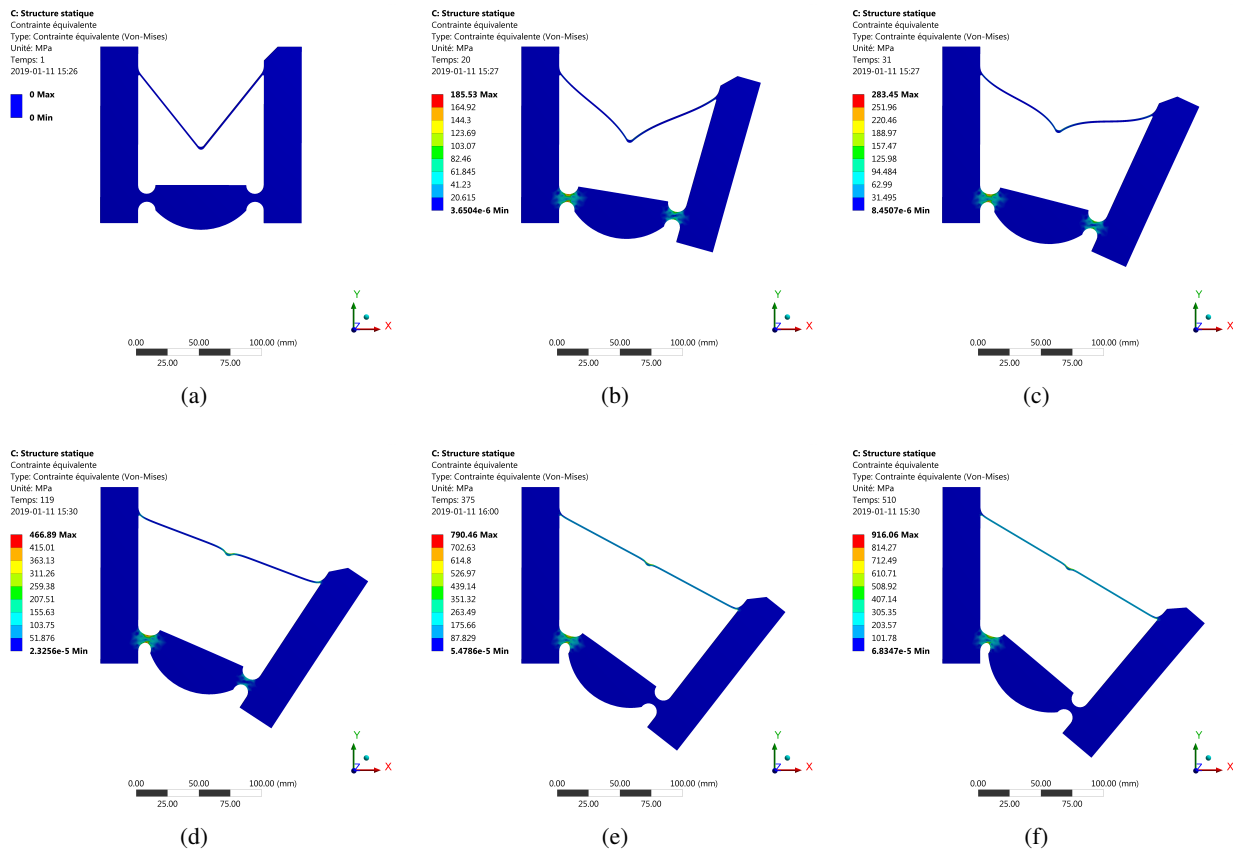 C: Structure statique
Contrainte équivalente
Type: Contrainte équivalente (Von-Mises)
Unité: MPa
Temps: 1
2019-01-11 15:26
0 Max
0 Min
Y
X
Z
0.00 50.00 100.00 (mm)
25.00 75.00
(a)
C: Structure statique
Contrainte équivalente
Type: Contrainte équivalente (Von-Mises)
Unité: MPa
Temps: 20
2019-01-11 15:27
185.53 Max
164.92
144.3
123.69
103.07
82.46
61.845
41.23
20.615
3.6504e-6 Min
Y
X
Z
0.00 50.00 100.00 (mm)
25.00 75.00
(b)
C: Structure statique
Contrainte équivalente
Type: Contrainte équivalente (Von-Mises)
Unité: MPa
Temps: 31
2019-01-11 15:27
283.45 Max
251.96
220.46
188.97
157.47
125.98
94.484
62.99
31.495
8.4507e-6 Min
Y
X
Z
0.00 50.00 100.00 (mm)
25.00 75.00
(c)
C: Structure statique
Contrainte équivalente
Type: Contrainte équivalente (Von-Mises)
Unité: MPa
Temps: 119
2019-01-11 15:30
466.89 Max
415.01
363.13
311.26
259.38
207.51
155.63
103.75
51.876
2.3256e-5 Min
Y
X
Z
0.00 50.00 100.00 (mm)
25.00 75.00
(d)
C: Structure statique
Contrainte équivalente
Type: Contrainte équivalente (Von-Mises)
Unité: MPa
Temps: 375
2019-01-11 16:00
790.46 Max
702.63
614.8
526.97
439.14
351.32
263.49
175.66
87.829
5.4786e-5 Min
Y
X
Z
0.00 50.00 100.00 (mm)
25.00 75.00
(e)
C: Structure statique
Contrainte équivalente
Type: Contrainte équivalente (Von-Mises)
Unité: MPa
Temps: 510
2019-01-11 15:30
916.06 Max
814.27
712.49
610.71
508.92
407.14
305.35
203.57
101.78
6.8347e-5 Min
Y
X
Z
0.00 50.00 100.00 (mm)
25.00 75.00
(f)